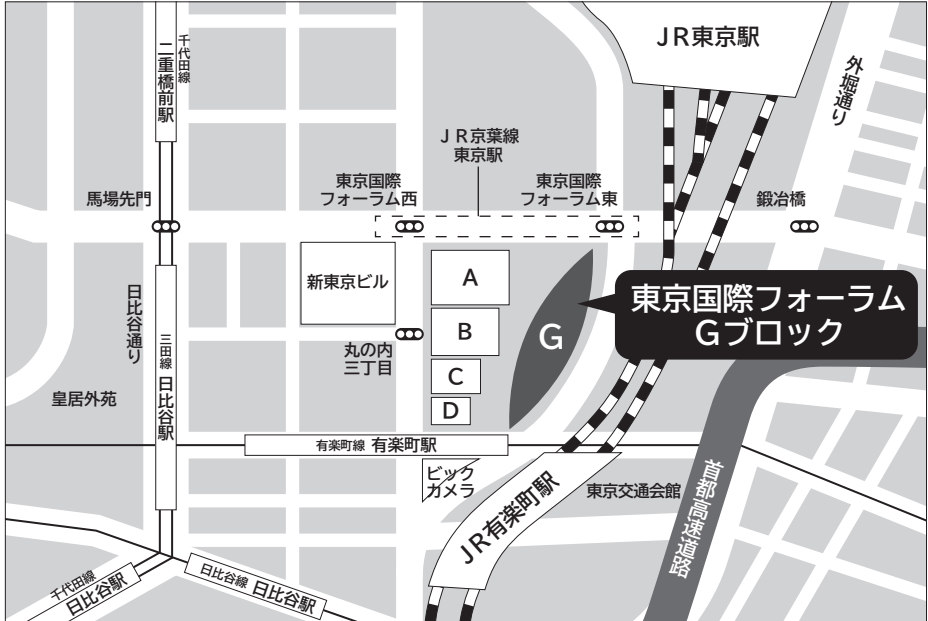 JR東京駅
千代田線
二重橋前駅
外堀通り
JR京葉線
東京駅
馬場先門
東京国際
フォーラム西
東京国際
フォーラム東
鍛冶橋
新東京ビル
A
B
C
D
G
東京国際フォーラム
Gブロック
日比谷通り
三田線 日比谷駅
丸の内
三丁目
皇居外苑
有楽町線 有楽町駅
ビック
カメラ
JR有楽町駅
東京交通会館
首都高速道路
千代田線
日比谷駅
日比谷線 日比谷駅